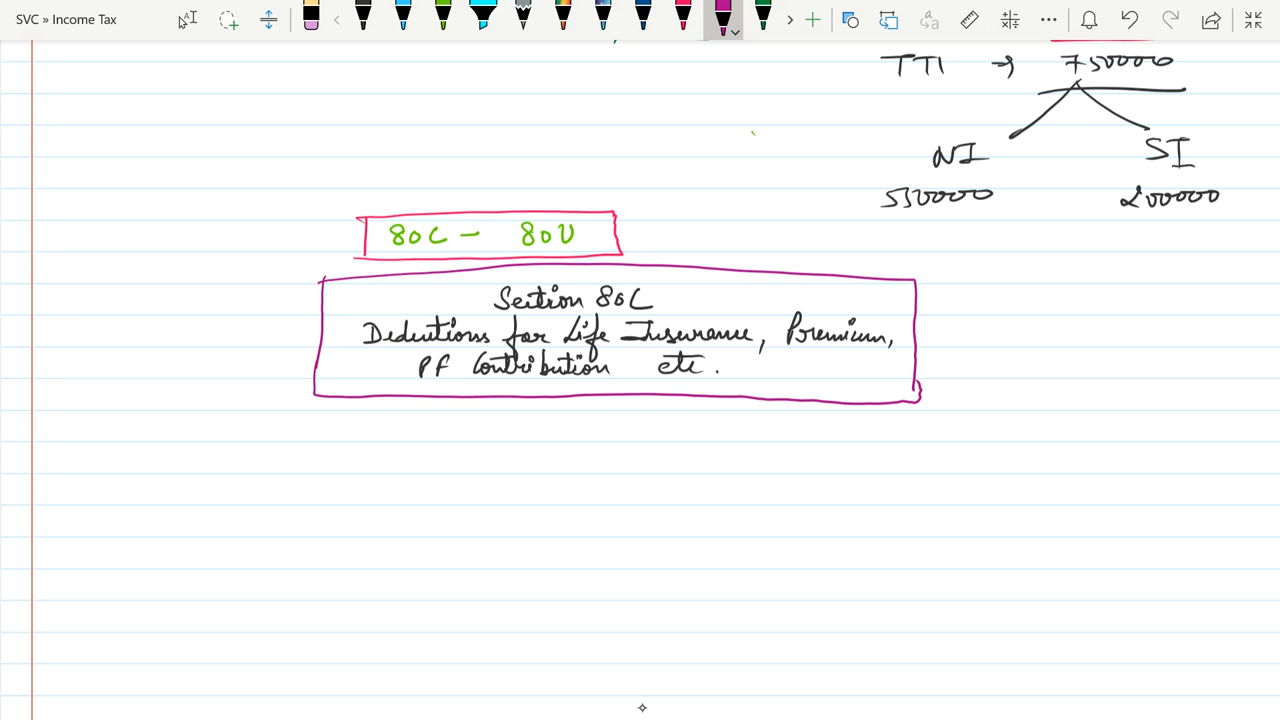 SVC » Income Tax
TTI → 750000
NI SI
550000 200000
80C - 80U
Section 80C
Deductions for Life Insurance, Premium,
PF Contribution etc.